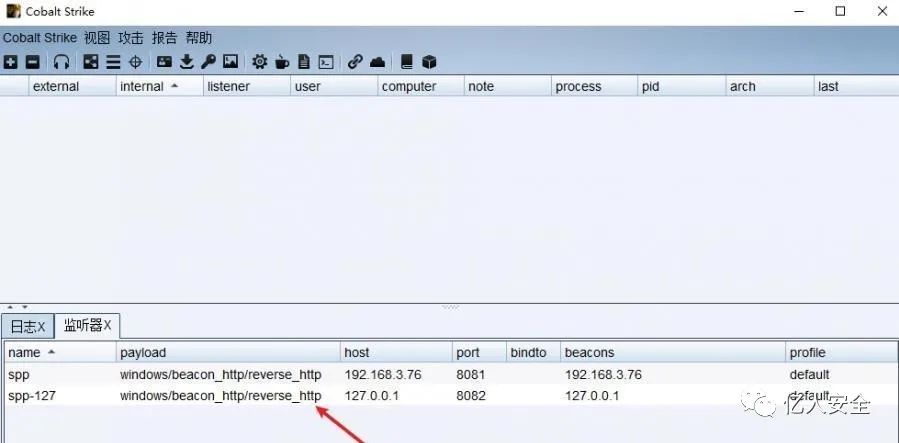 Cobalt Strike
Cobalt Strike 视图 攻击 报告 帮助
external internal listener user computer note process pid arch last
日志X 监听器X
name payload host port bindto beacons profile
spp windows/beacon_http/reverse_http 192.168.3.76 8081 192.168.3.76 default
spp-127 windows/beacon_http/reverse_http 127.0.0.1 8082 127.0.0.1 default
亿人安全